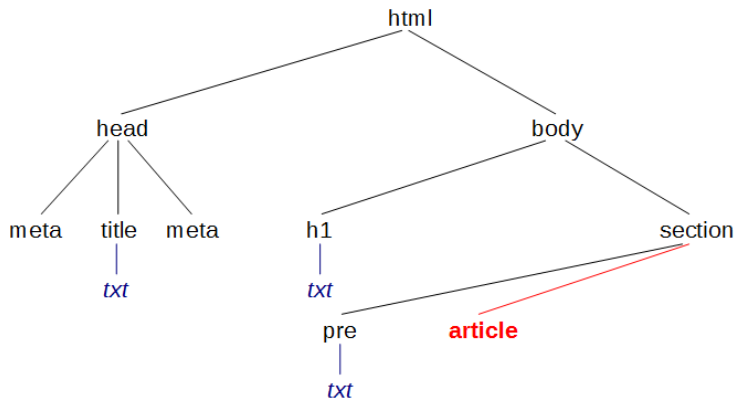 html
head body
meta title meta h1 section
txt txt
pre article
txt